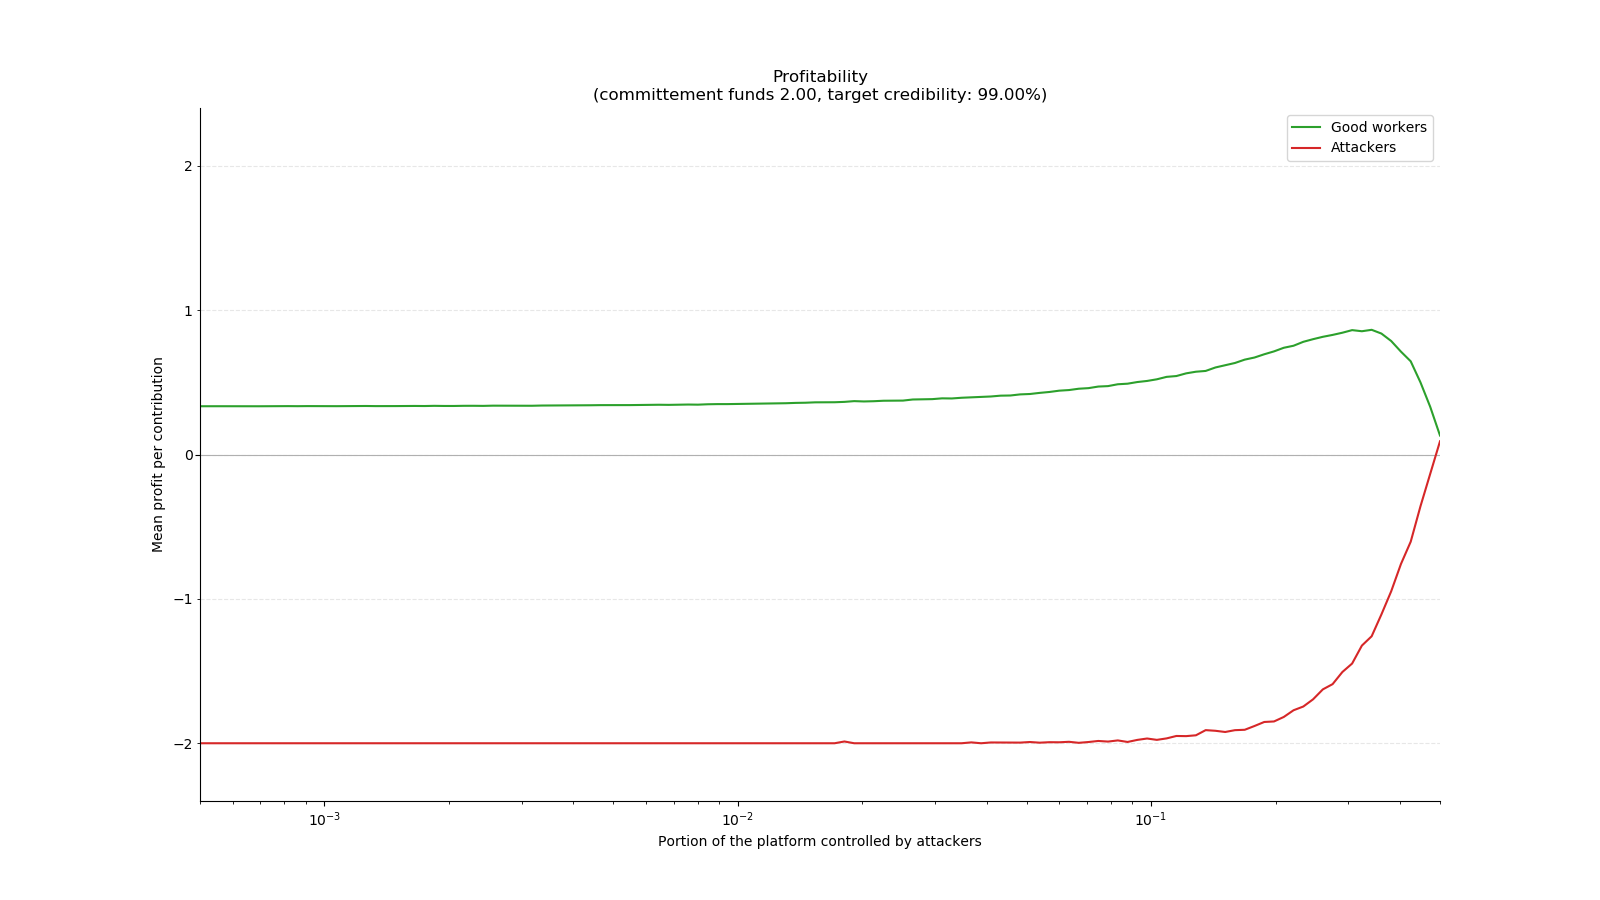 Profitability
(committement funds 2.00, target credibility: 99.00%)
Good workers
Attackers
2
1
0
−1
−2
Mean profit per contribution
10⁻³
10⁻²
10⁻¹
Portion of the platform controlled by attackers